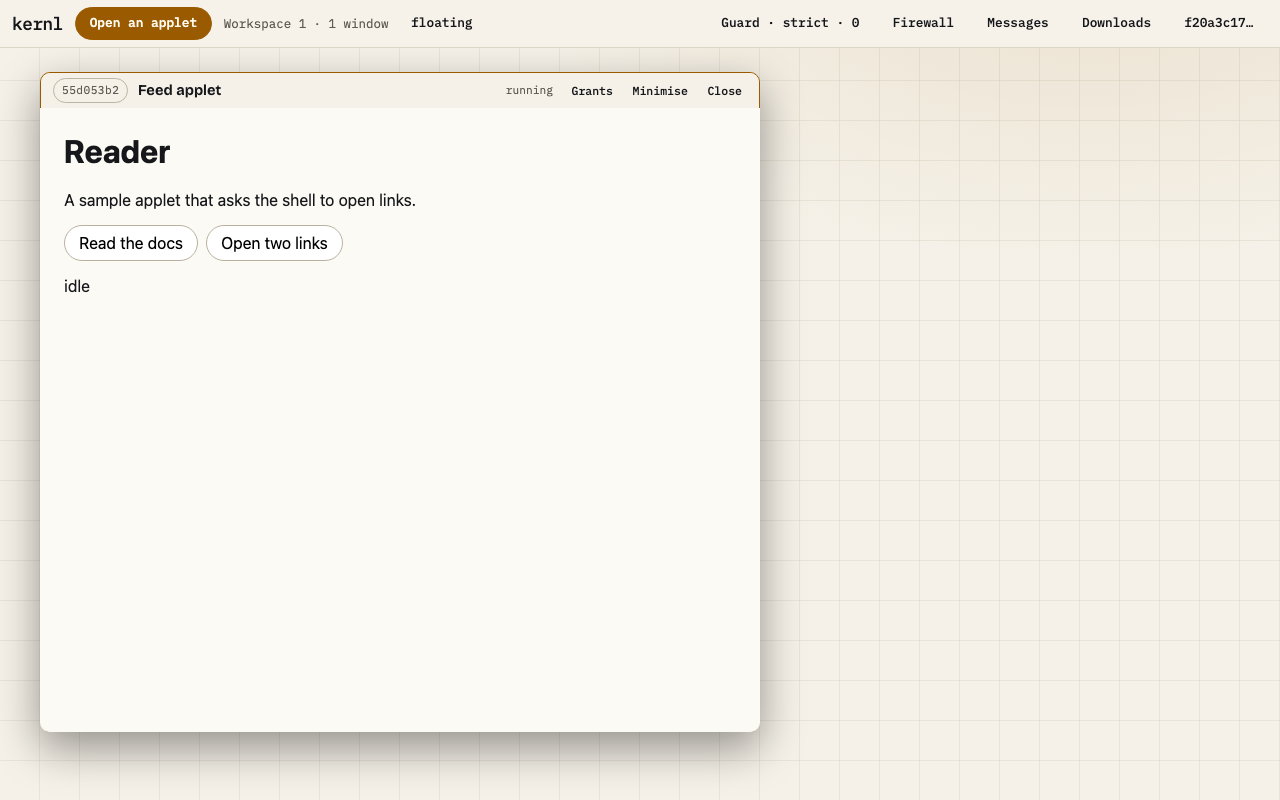 kernl Open an applet Workspace 1 · 1 window floating Guard · strict · 0 Firewall Messages Downloads f20a3c17…
55d053b2 Feed applet running Grants Minimise Close
Reader
A sample applet that asks the shell to open links.
Read the docs Open two links
idle